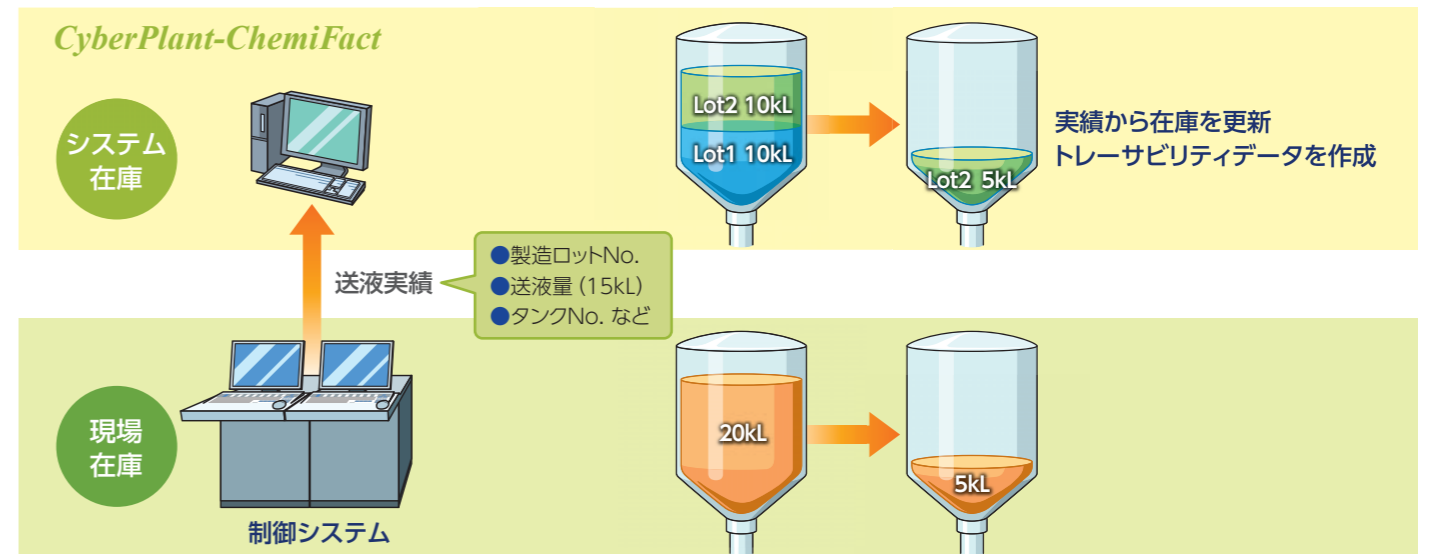 CyberPlant-ChemiFact
システム
在庫
Lot2 10kL
Lot1 10kL
Lot2 5kL
実績から在庫を更新
トレーサビリティデータを作成
送液実績
●製造ロットNo.
●送液量（15kL）
●タンクNo. など
現場
在庫
制御システム
20kL
5kL